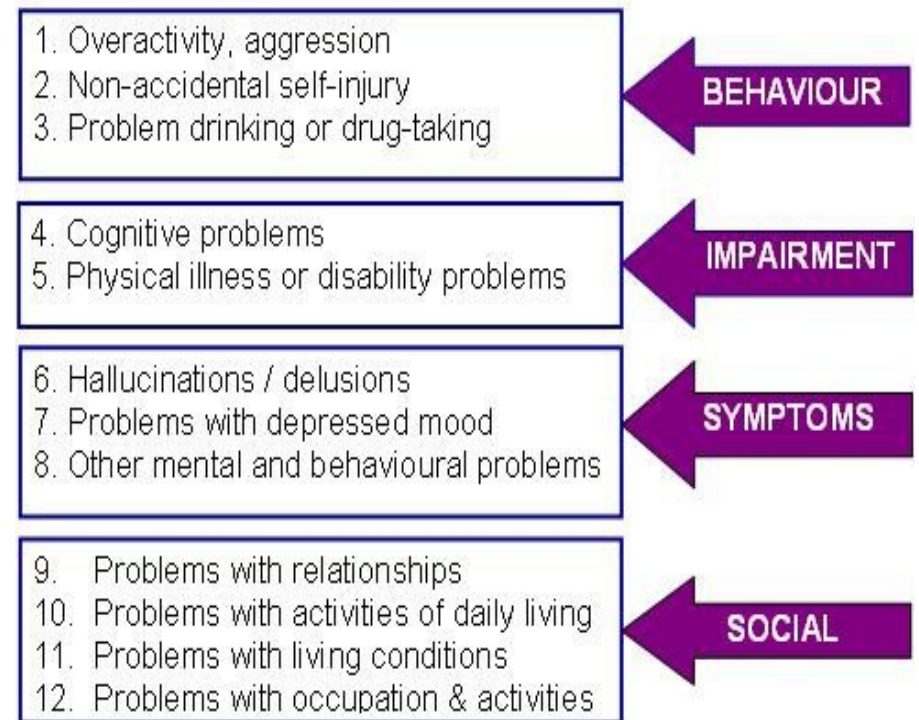 1. Overactivity, aggression
2. Non-accidental self-injury
3. Problem drinking or drug-taking
BEHAVIOUR
4. Cognitive problems
5. Physical illness or disability problems
IMPAIRMENT
6. Hallucinations / delusions
7. Problems with depressed mood
8. Other mental and behavioural problems
SYMPTOMS
9. Problems with relationships
10. Problems with activities of daily living
11. Problems with living conditions
12. Problems with occupation & activities
SOCIAL